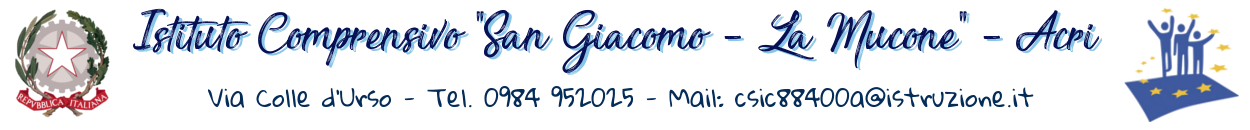 Istituto Comprensivo "San Giacomo - La Mucone" - Acri
Via Colle d'Urso - Tel. 0984 952025 - Mail: csic88400a@istruzione.it
REPVBBLICA ITALIANA